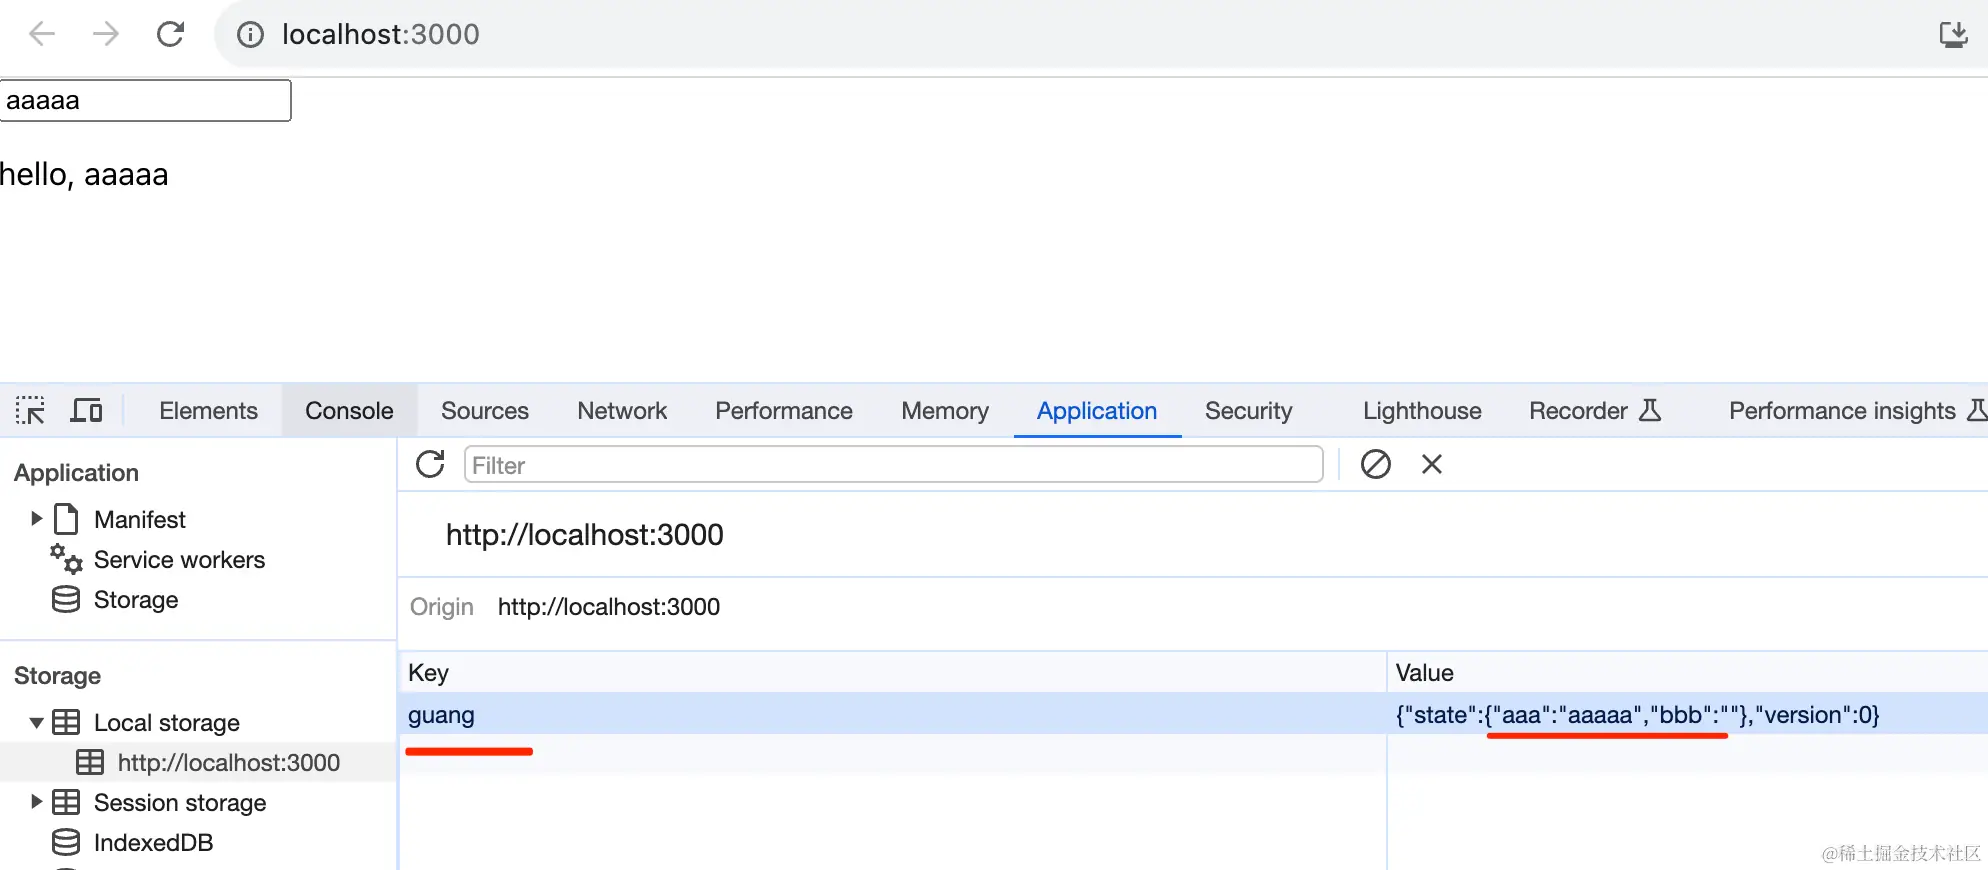 localhost:3000
aaaaa
hello, aaaaa
Elements Console Sources Network Performance Memory Application Security Lighthouse Recorder Performance insights
Application
Manifest
Service workers
Storage
Storage
Local storage
http://localhost:3000
Session storage
IndexedDB
Filter
http://localhost:3000
Origin http://localhost:3000
Key Value
guang {"state":{"aaa":"aaaaa","bbb":""},"version":0}
@稀土掘金技术社区